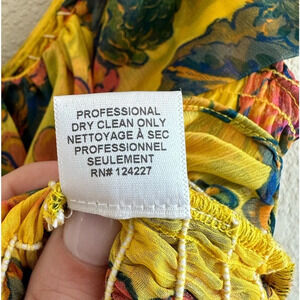 PROFESSIONAL
DRY CLEAN ONLY
NETTOYAGE À SEC
PROFESSIONNEL
SEULEMENT
RN# 124227